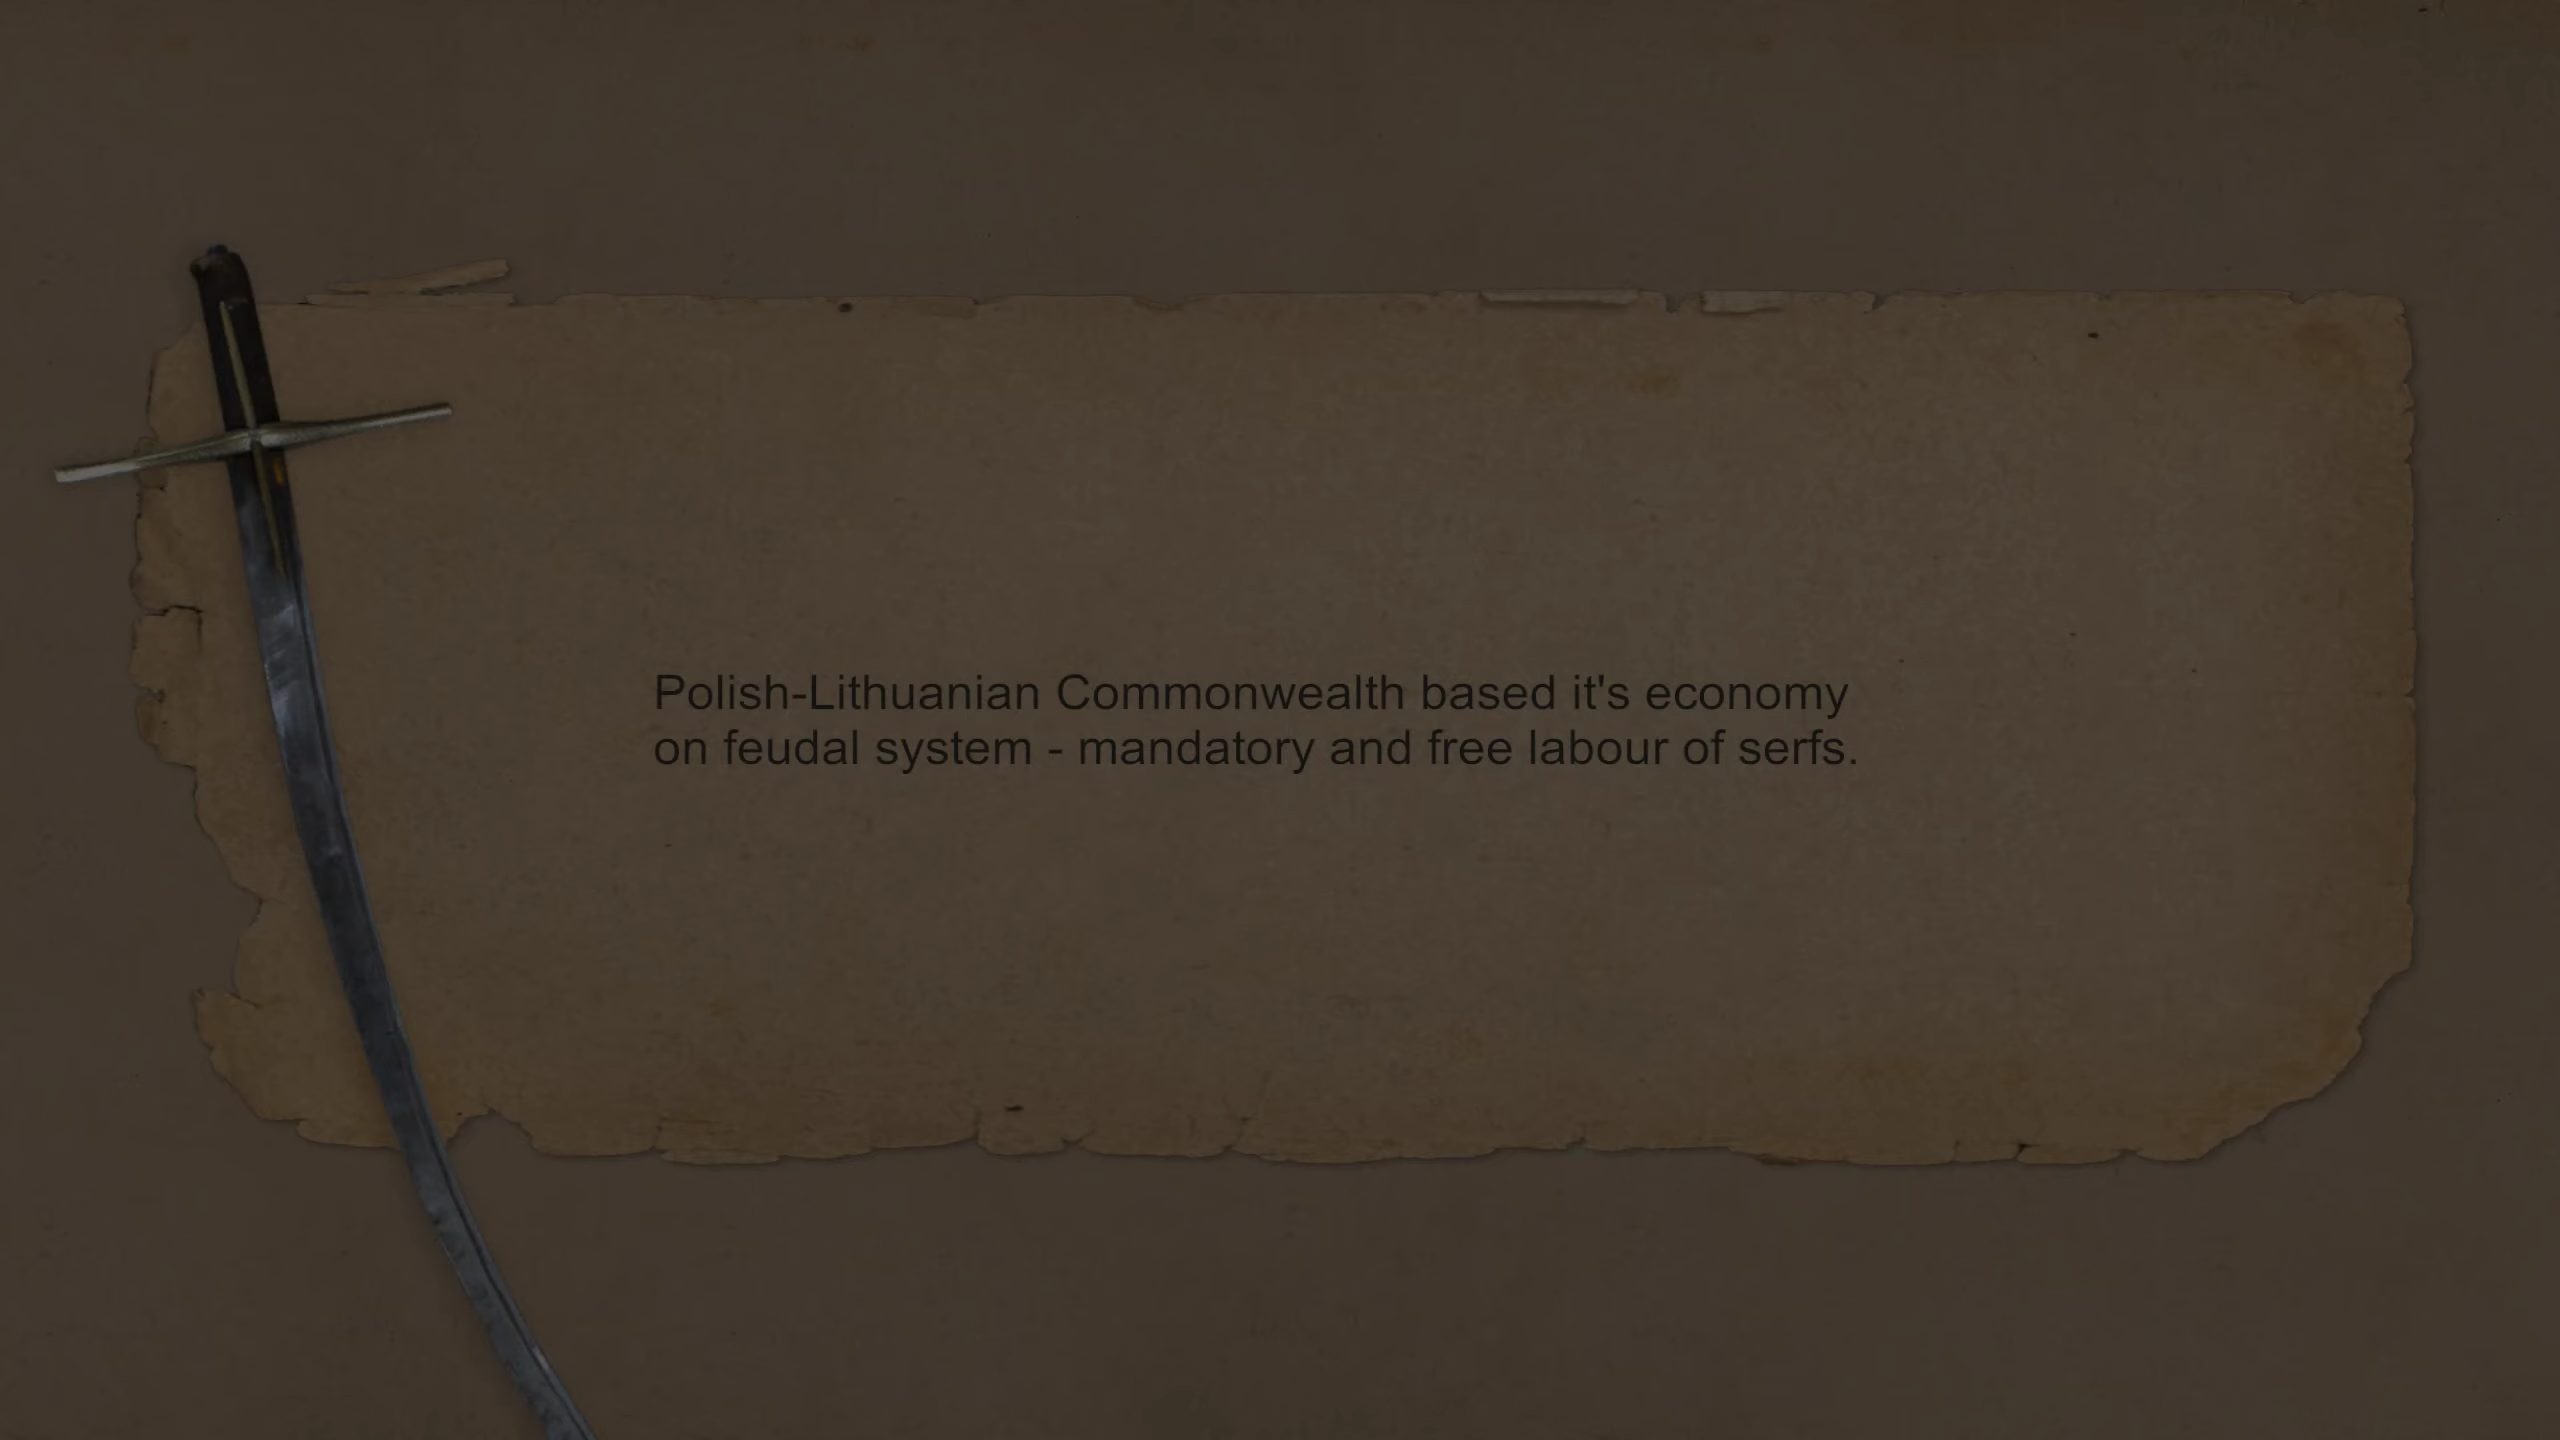 Polish-Lithuanian Commonwealth based it's economy
on feudal system - mandatory and free labour of serfs.